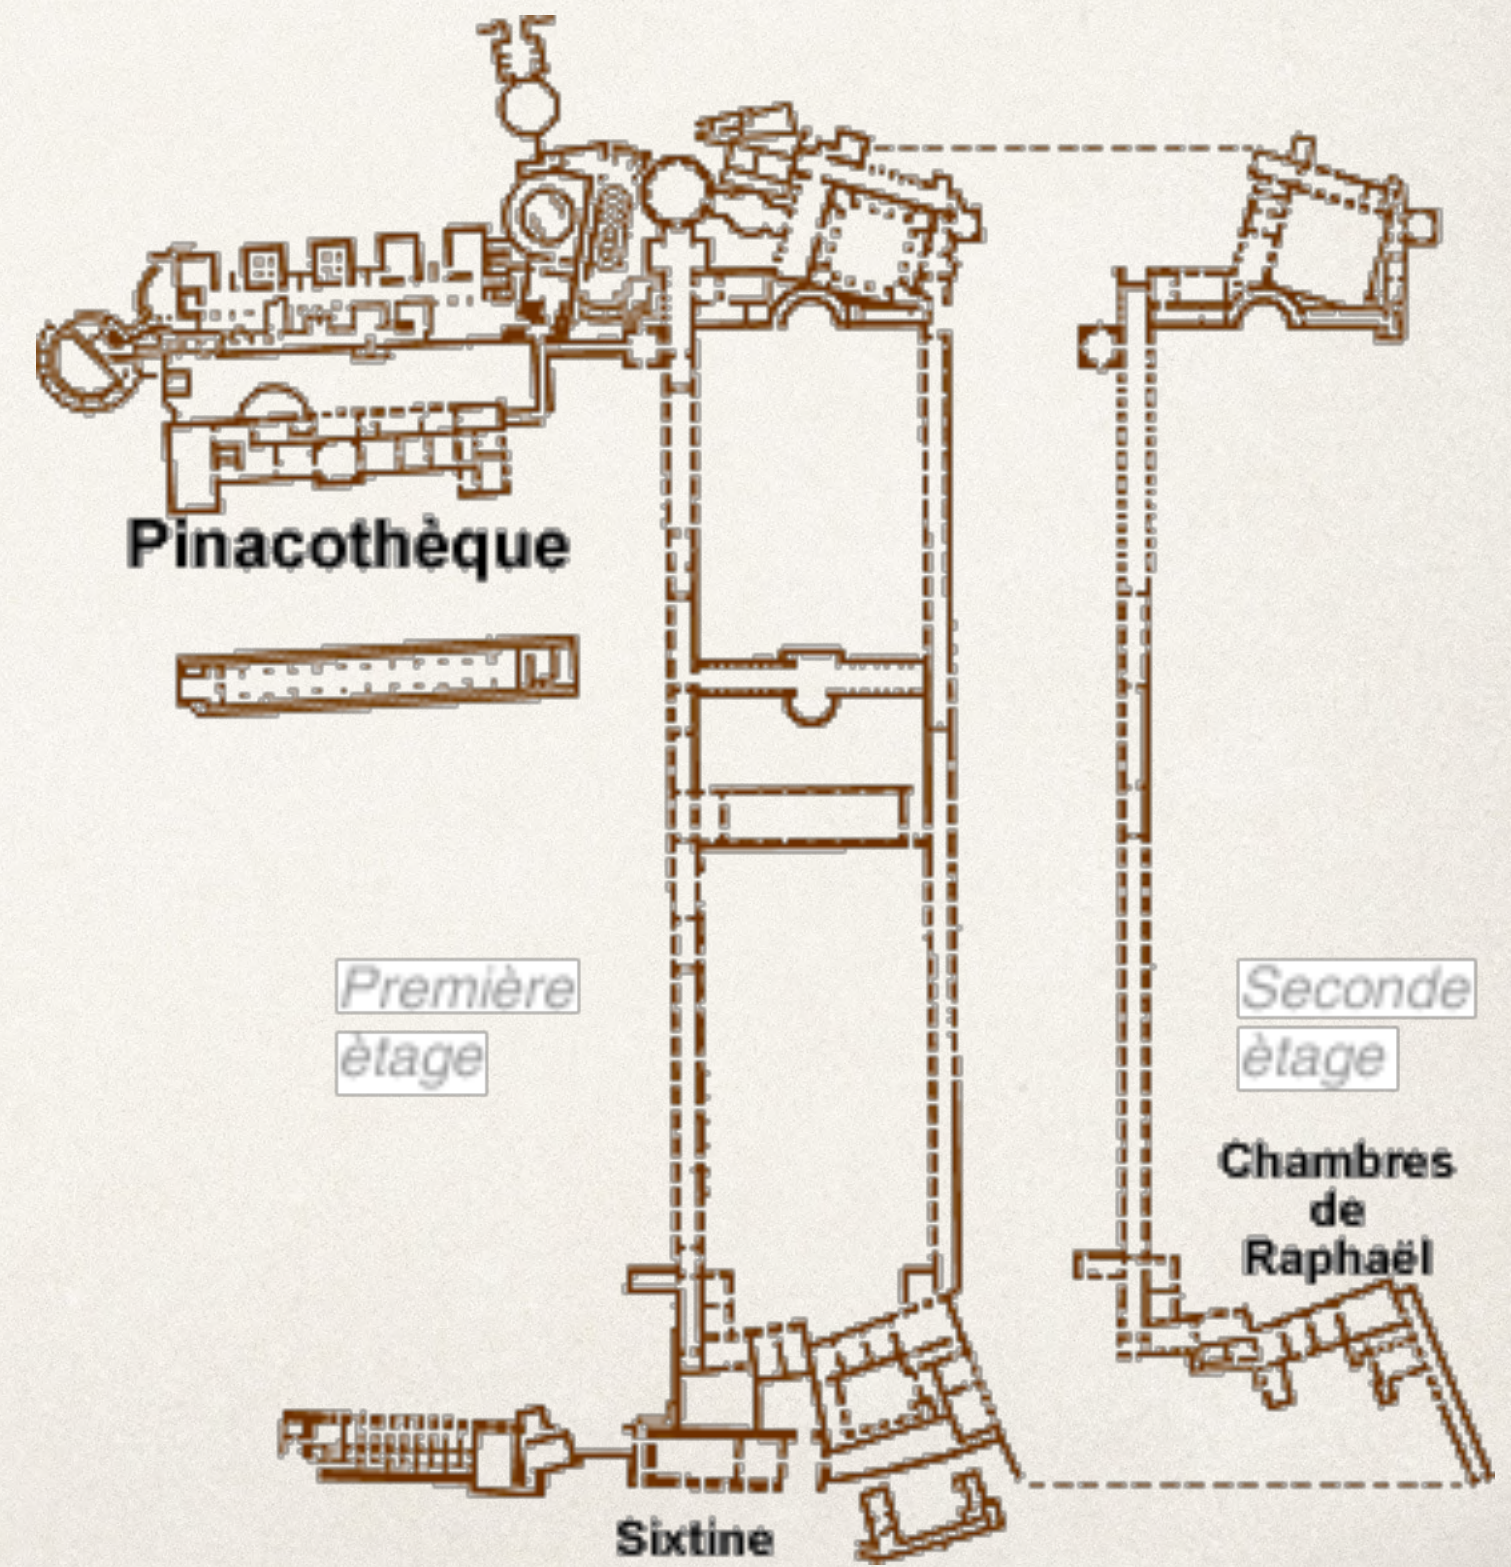 Pinacothèque
Première
ètage
Seconde
ètage
Chambres
de
Raphaël
Sixtine